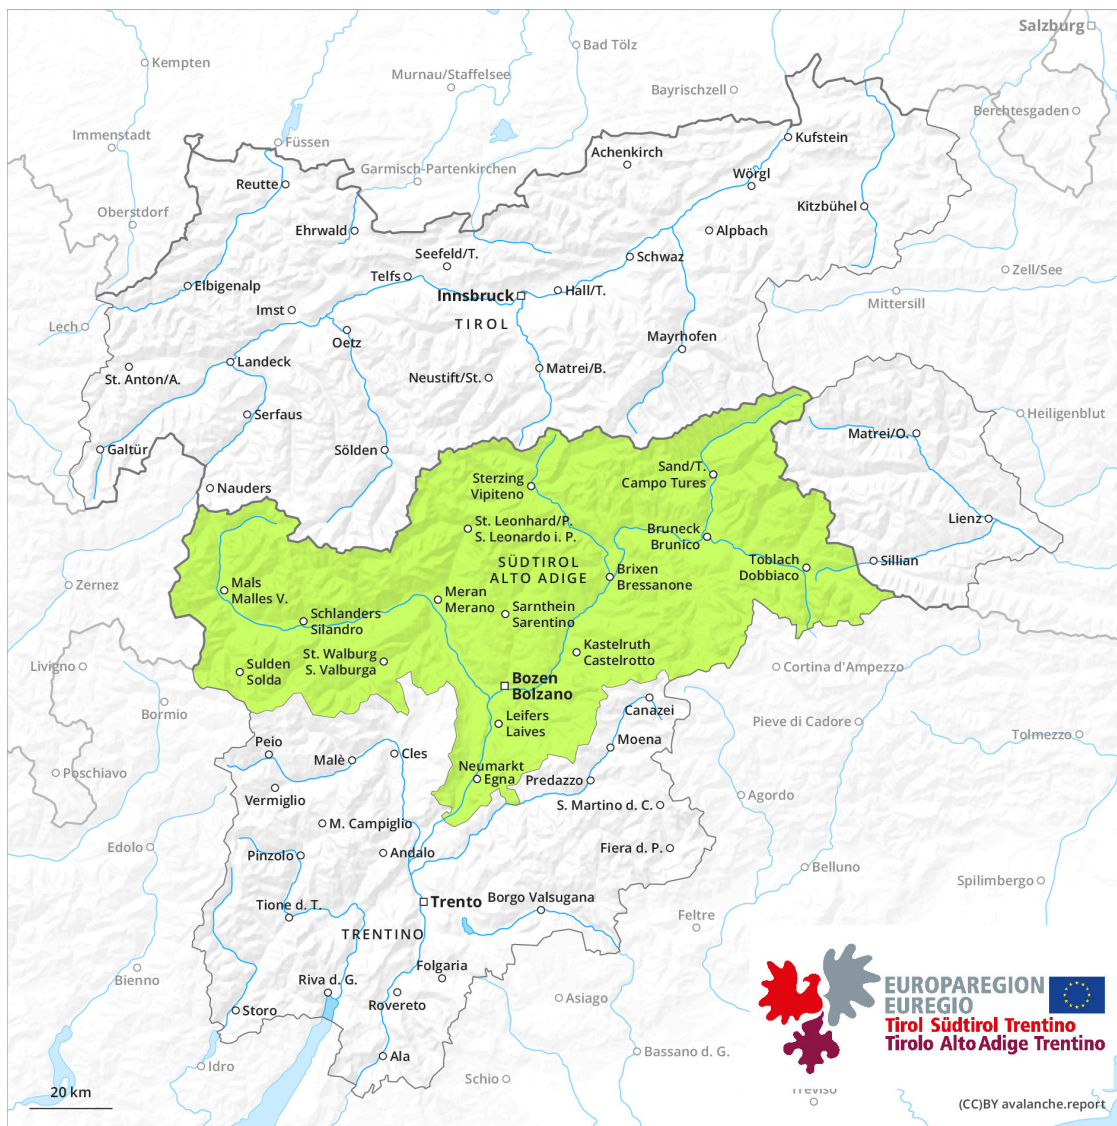 Salzburg
Bad Tölz
Kempten
Murnau/Staffelsee
Bayrischzell
Berchtesgaden
Immenstadt
Füssen
Kufstein
Achenkirch
Garmisch-Partenkirchen
Wörgl
Reutte
Oberstdorf
Kitzbühel
Ehrwald
Alpbach
Seefeld/T.
Schwaz
Zell/See
Telfs
Elbigenalp
Hall/T.
Innsbruck
Mittersill
Imst
TIROL
Lech
Oetz
Mayrhofen
Landeck
Matrei/B.
St. Anton/A.
Neustift/St.
Serfaus
Heiligenblut
Matrei/O.
Galtür
Sölden
Sand/T.
Campo Tures
Sterzing
Vipiteno
Nauders
Lienz
St. Leonhard/P.
S. Leonardo i. P.
Bruneck
Brunico
SÜDTIROL
ALTO ADIGE
Toblach
Dobbiaco
Sillian
Brixen
Bressanone
Zernez
Mals
Malles V.
Meran
Merano
Schlanders
Silandro
Sarnthein
Sarentino
Kastelruth
Castelrotto
St. Walburg
S. Valburga
Livigno
Sulden
Solda
Cortina d'Ampezzo
Bozen
Bolzano
Canazei
Bormio
Leifers
Laives
Pieve di Cadore
Tolmezzo
Moena
Peio
Cles
Malè
Neumarkt
Egna
Poschiavo
Predazzo
Vermiglio
S. Martino d. C.
Agordo
M. Campiglio
Edolo
Fiera d. P.
Andalo
Pinzolo
Belluno
Spilimbergo
Trento
Borgo Valsugana
Tione d. T.
Feltre
TRENTINO
Folgaria
Bienno
Riva d. G.
Rovereto
Asiago
Storo
EUROPAREGION
EUREGIO
Tirol Südtirol Trentino
Tirolo Alto Adige Trentino
Ala
Bassano d. G.
Idro
Schio
20 km
Treviso
(CC)BY avalanche.report